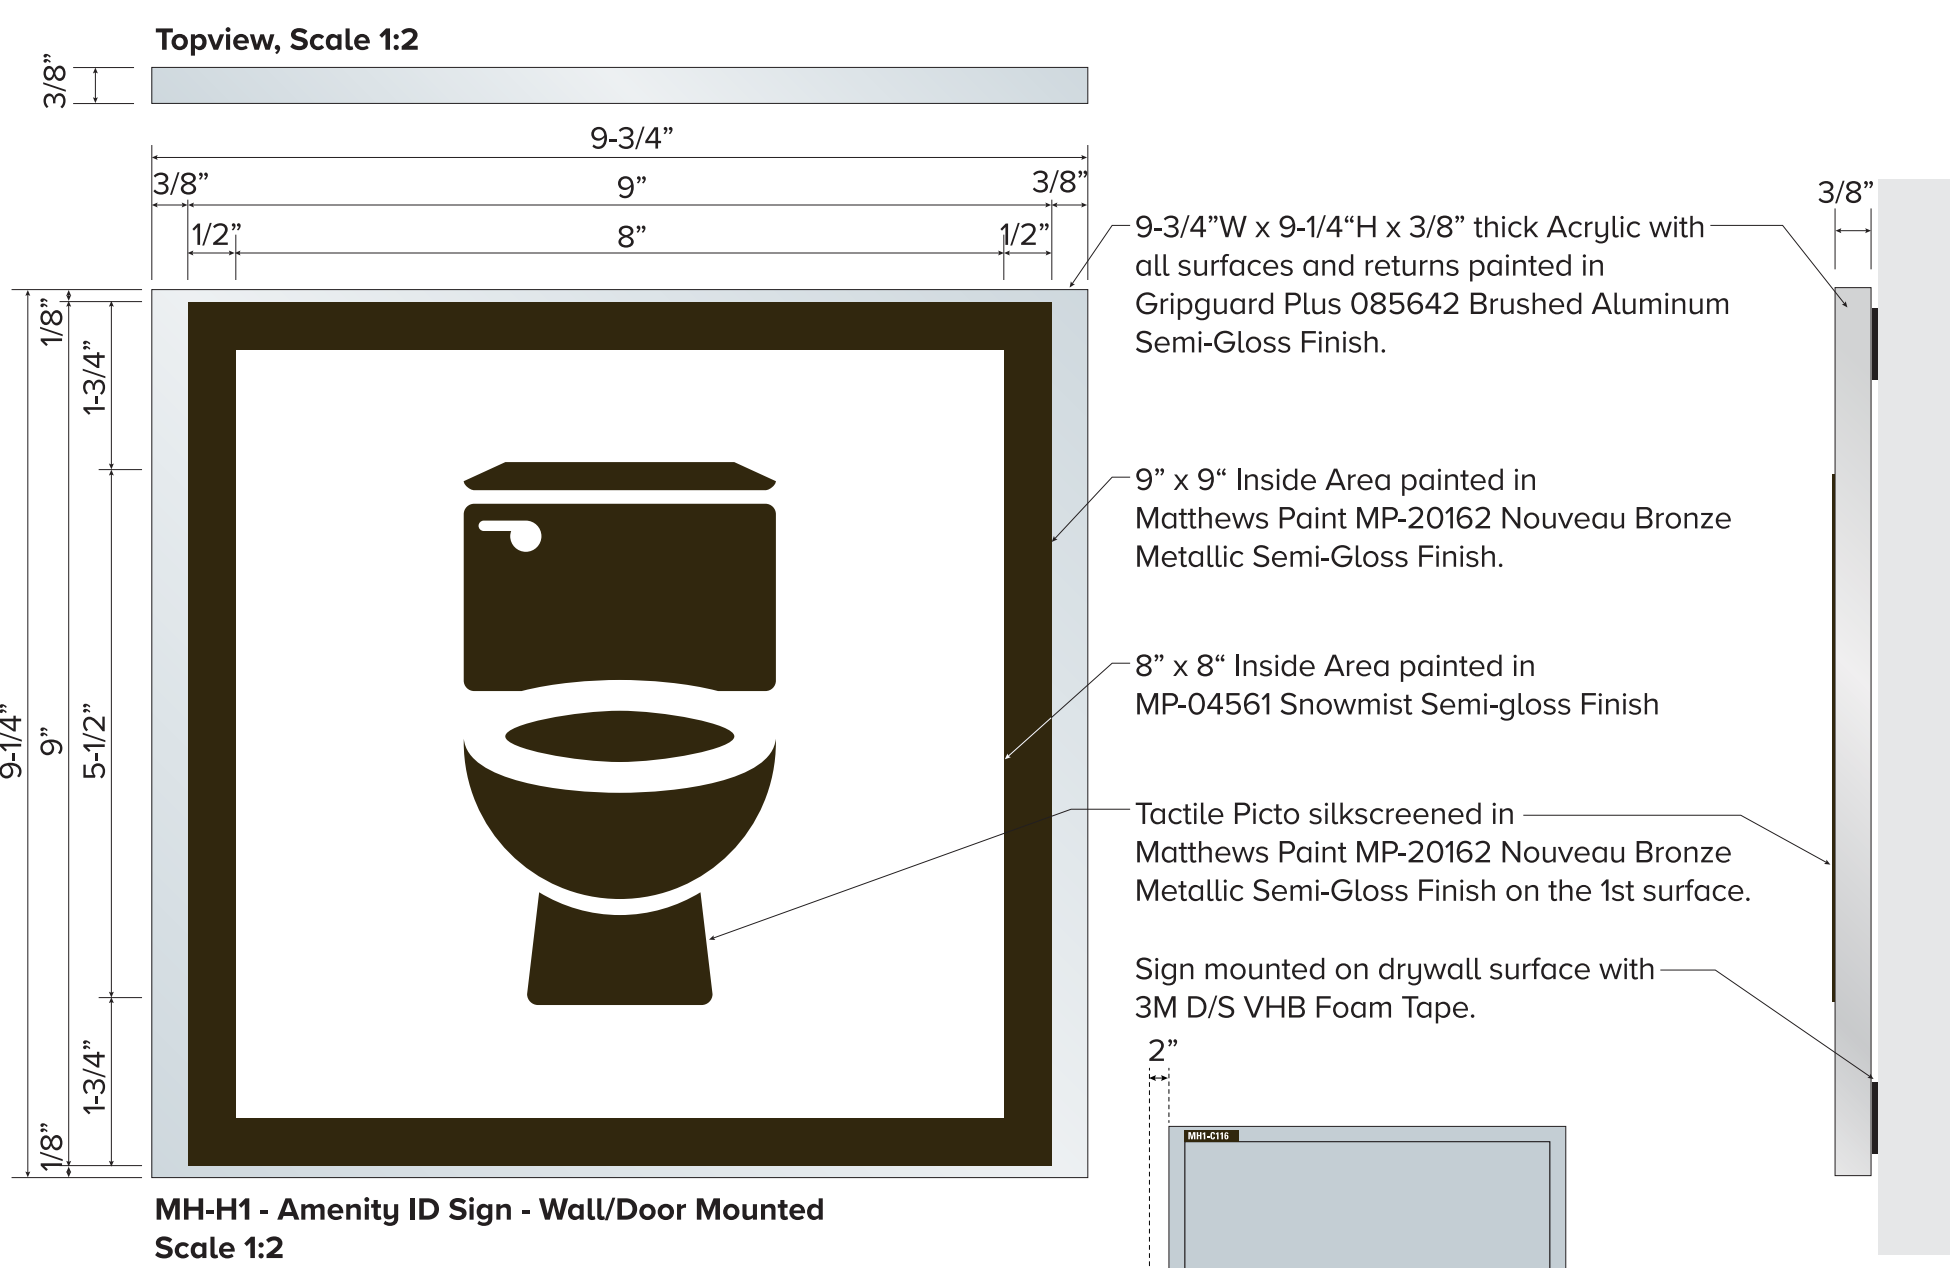 Topview, Scale 1:2
3/8”
9-3/4”
3/8”
9”
3/8”
1/2”
8”
1/2”
1/8”
1-3/4”
9-1/4”
9”
5-1/2”
1-3/4”
1/8”
9-3/4”W x 9-1/4“H x 3/8” thick Acrylic with
all surfaces and returns painted in
Gripguard Plus 085642 Brushed Aluminum
Semi-Gloss Finish.
9” x 9“ Inside Area painted in
Matthews Paint MP-20162 Nouveau Bronze
Metallic Semi-Gloss Finish.
8” x 8“ Inside Area painted in
MP-04561 Snowmist Semi-gloss Finish
Tactile Picto silkscreened in
Matthews Paint MP-20162 Nouveau Bronze
Metallic Semi-Gloss Finish on the 1st surface.
Sign mounted on drywall surface with
3M D/S VHB Foam Tape.
3/8”
2”
MH1-C116
MH-H1 - Amenity ID Sign - Wall/Door Mounted
Scale 1:2